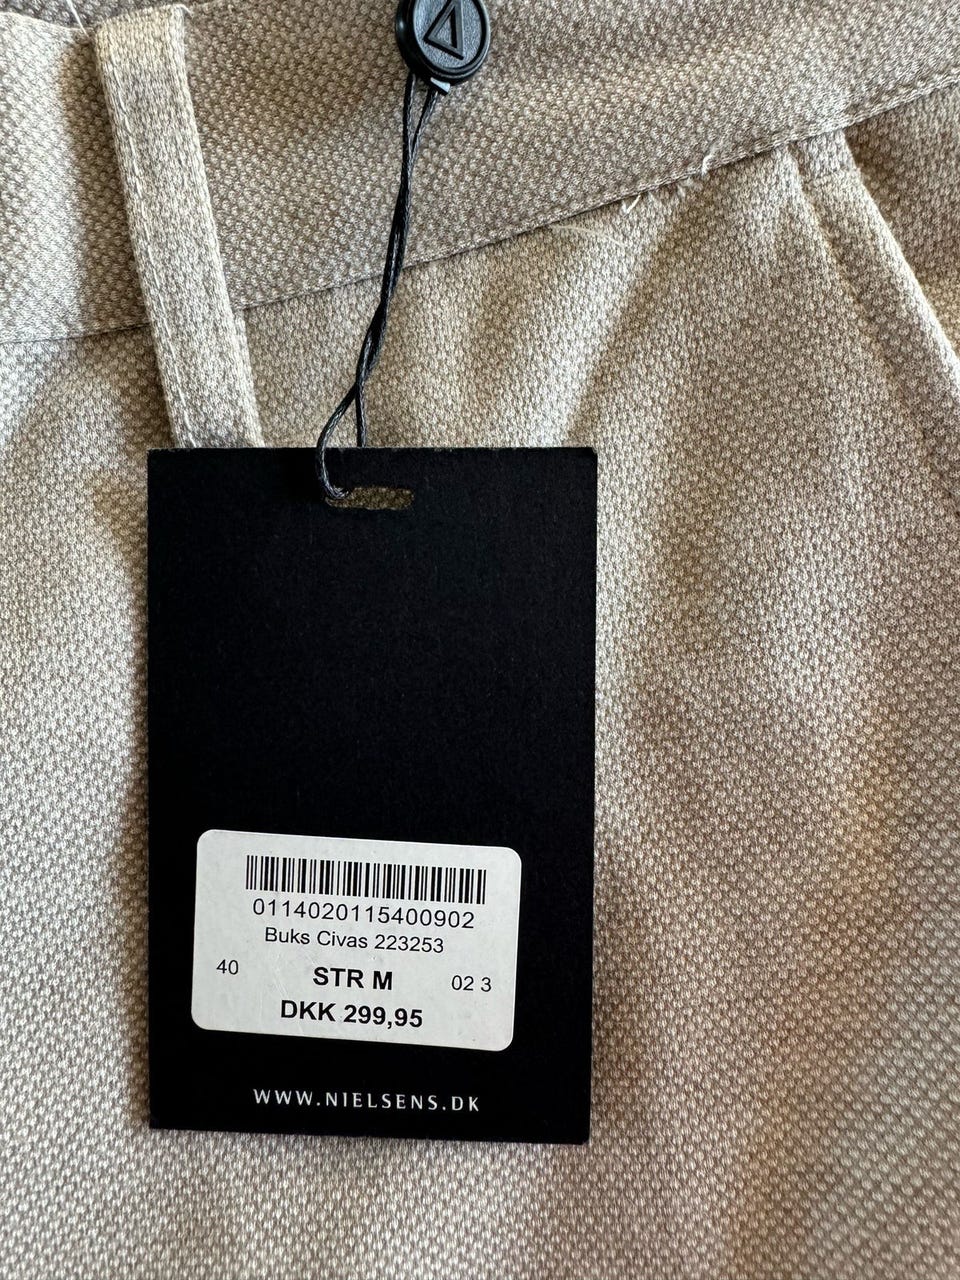 0114020115400902
Buks Civas 223253
40 STR M 02 3
DKK 299,95
WWW.NIELSENS.DK